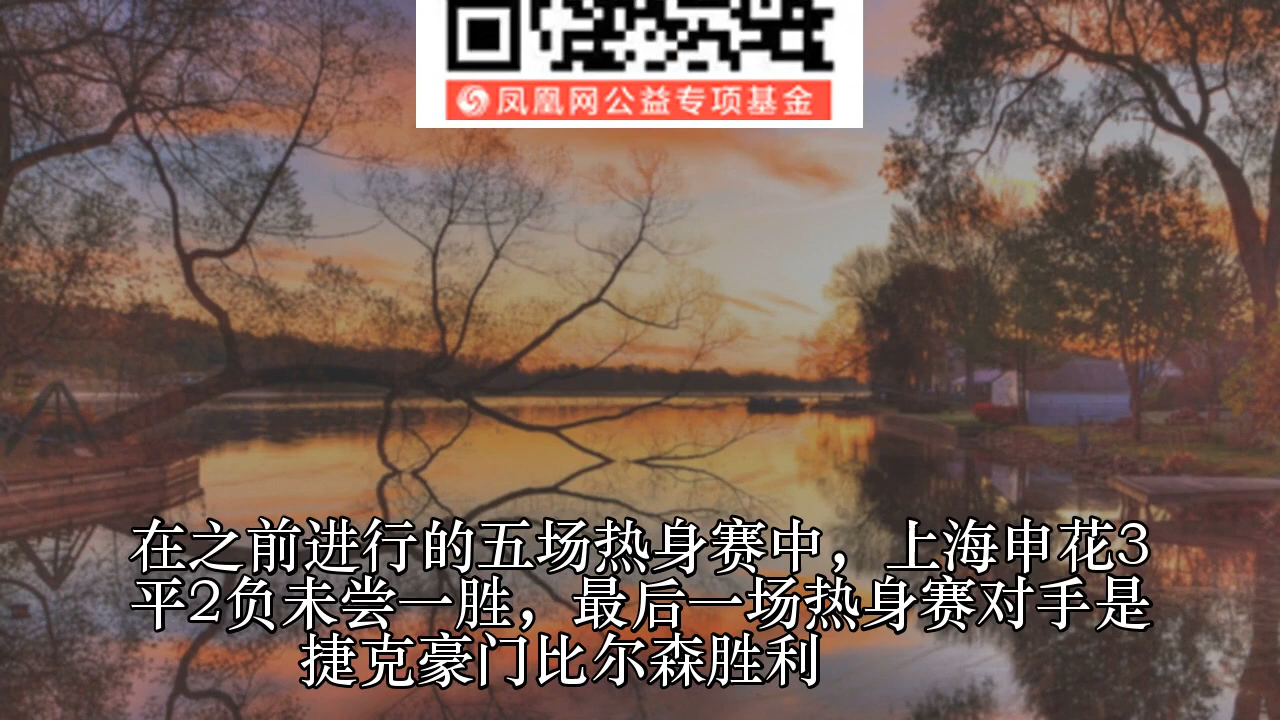 凤凰网公益专项基金
在之前进行的五场热身赛中，上海申花3
平2负未尝一胜，最后一场热身赛对手是
捷克豪门比尔森胜利